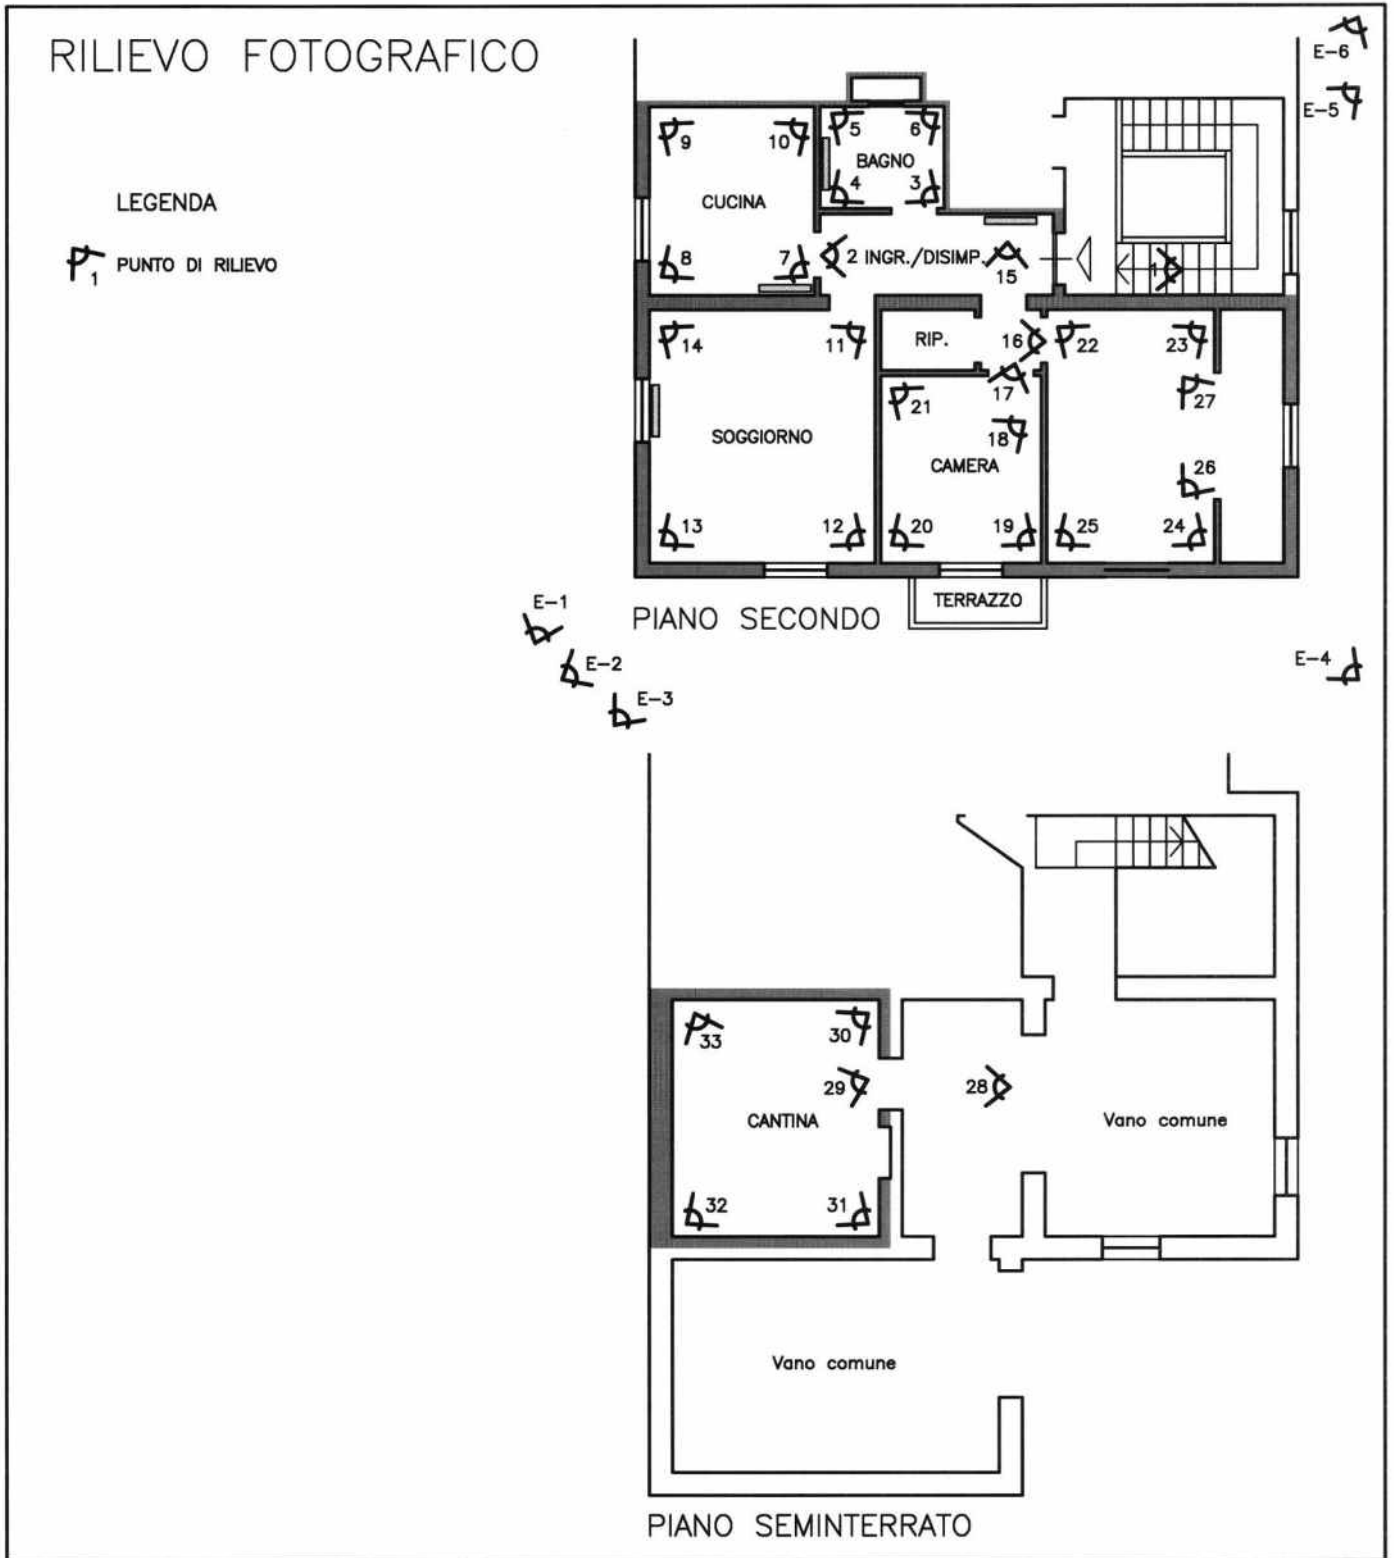 RILIEVO FOTOGRAFICO
LEGENDA
1 PUNTO DI RILIEVO
E-6
E-5
9 10
5 6
BAGNO
4 3
CUCINA
8 7
2 INGR./DISIMP.
15
1
14 11
RIP.
16
22 23
17
27
21
18
SOGGIORNO
CAMERA
26
13 12
20 19
25 24
TERRAZZO
E-1
PIANO SECONDO
E-2
E-4
E-3
33 30
29 28
CANTINA
Vano comune
32 31
Vano comune
PIANO SEMINTERRATO